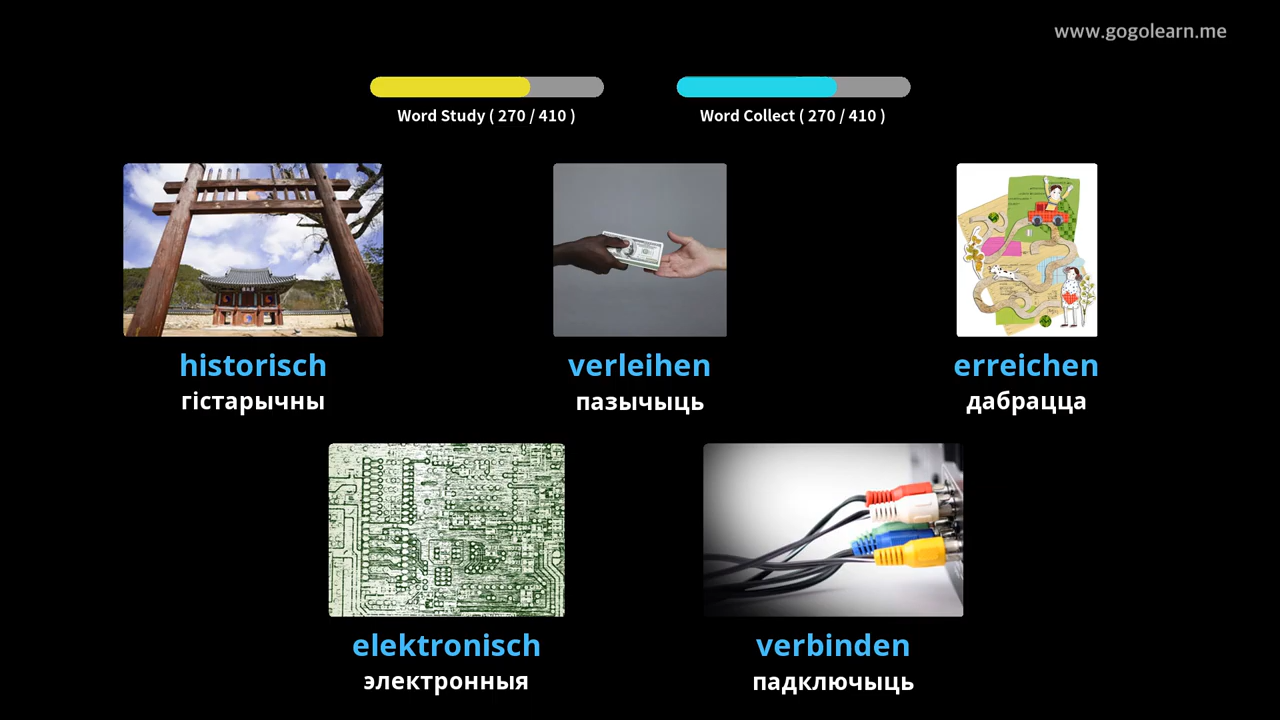 www.gogolearn.me
Word Study ( 270 / 410 )
Word Collect ( 270 / 410 )
historisch
гістарычны
verleihen
пазычыць
erreichen
дабрацца
elektronisch
электронныя
verbinden
падключыць